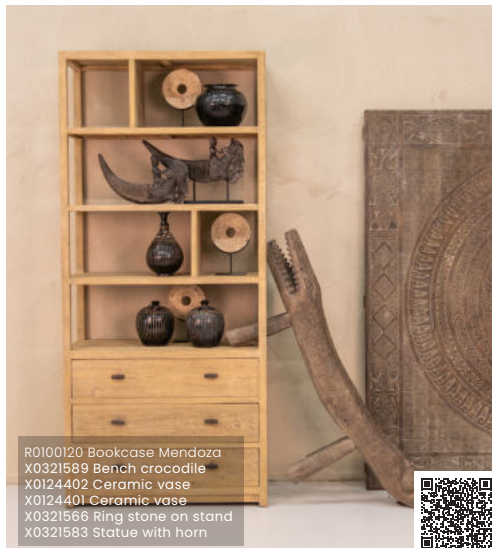 R0100120 Bookcase Mendoza
X0321589 Bench crocodile
X0124402 Ceramic vase
X0124401 Ceramic vase
X0321566 Ring stone on stand
X0321583 Statue with horn